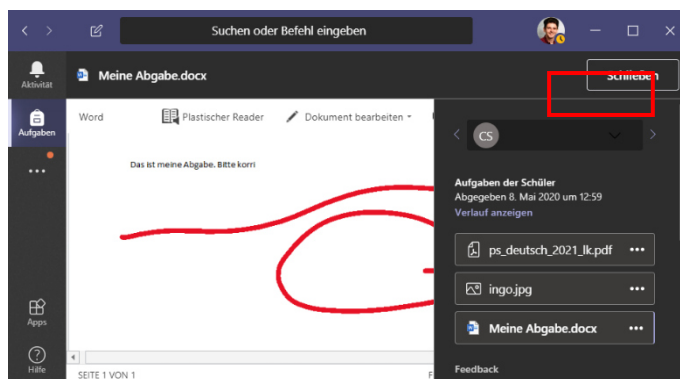 Suchen oder Befehl eingeben
Aktivität
Meine Abgabe.docx
Schließen
Aufgaben
Word
Plastischer Reader
Dokument bearbeiten
CS
Das ist meine Abgabe. Bitte korri
Aufgaben der Schüler
Abgegeben 8. Mai 2020 um 12:59
Verlauf anzeigen
ps_deutsch_2021_lk.pdf
ingo.jpg
Meine Abgabe.docx
Apps
Hilfe
SEITE 1 VON 1
F
Feedback